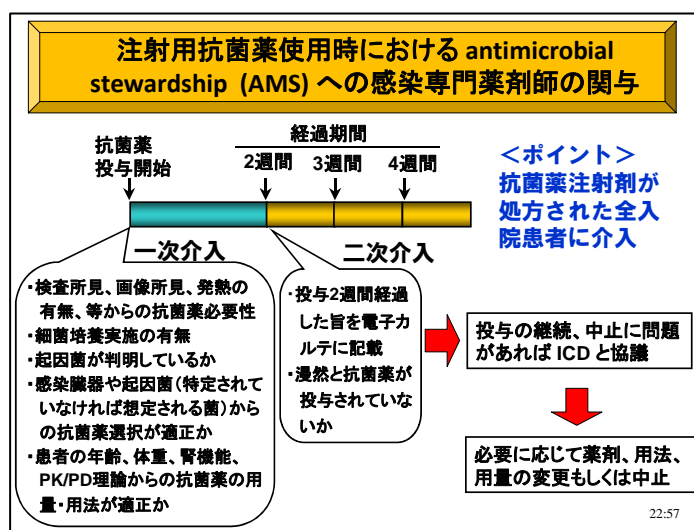 注射用抗菌薬使用時における antimicrobial
stewardship (AMS) への感染専門薬剤師の関与
抗菌薬
投与開始
経過期間
2週間
3週間
4週間
＜ポイント＞
抗菌薬注射剤が
処方された全入
院患者に介入
一次介入
二次介入
・検査所見、画像所見、発熱の
有無、等からの抗菌薬必要性
・細菌培養実施の有無
・起因菌が判明しているか
・感染臓器や起因菌（特定されて
いなければ想定される菌）から
の抗菌薬選択が適正か
・患者の年齢、体重、腎機能、
PK/PD理論からの抗菌薬の用
量・用法が適正か
・投与2週間経過
した旨を電子カ
ルテに記載
・漫然と抗菌薬が
投与されていな
いか
投与の継続、中止に問題
があれば ICD と協議
必要に応じて薬剤、用法、
用量の変更もしくは中止
22:57